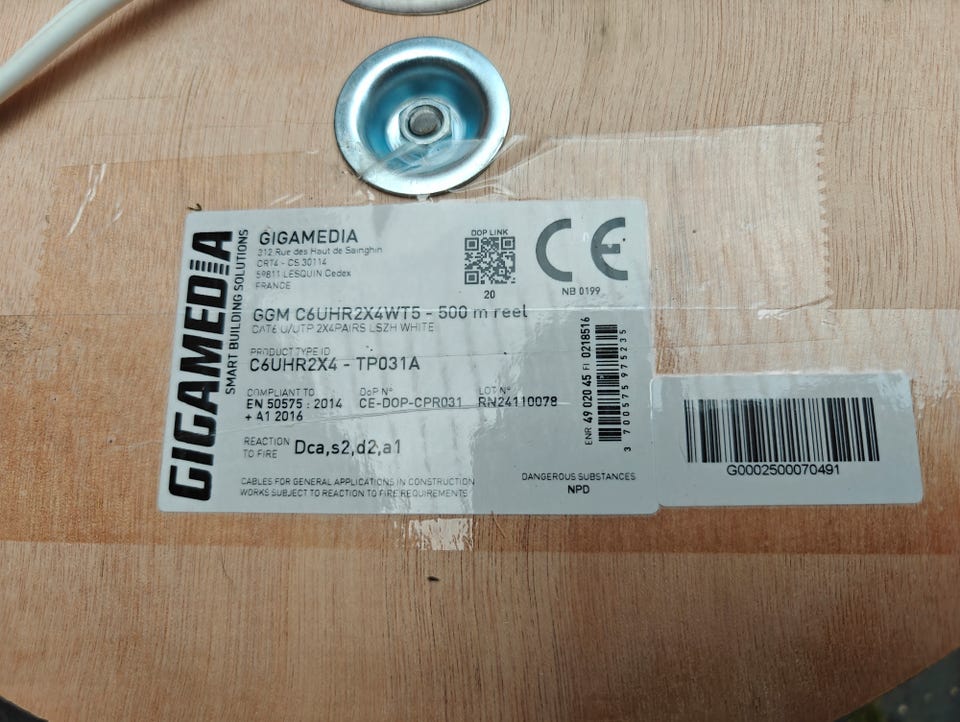 GIGAMEDIA
SMART BUILDING SOLUTIONS
GIGAMEDIA
312 Rue des Haut de Sainghin
CRT4 - CS 30114
59811 LESQUIN Cedex
FRANCE
DOP LINK
20
CE
NB 0199
GGM C6UHR2X4WT5 - 500 m reel
CAT6 U/UTP 2X4PAIRS LSZH WHITE
PRODUCT TYPE ID
C6UHR2X4 - TP031A
COMPLIANT TO
EN 50575 : 2014
+ A1 2016
DoP N°
CE-DOP-CPR031
LOT N°
RN24110078
REACTION
TO FIRE
Dca,s2,d2,a1
CABLES FOR GENERAL APPLICATIONS IN CONSTRUCTION
WORKS SUBJECT TO REACTION TO FIRE REQUIREMENTS
DANGEROUS SUBSTANCES
NPD
ENR 49 020 45 FI 0218516
3 700575 975235
G0002500070491